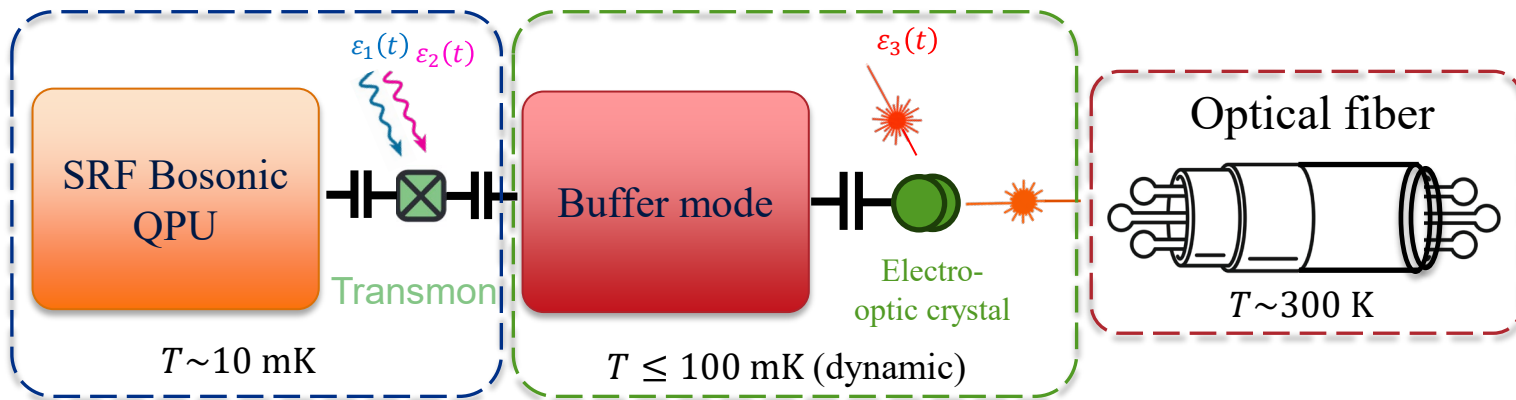 ε₁(t) ε₂(t)
SRF Bosonic
QPU
Transmon
T~10 mK
Buffer mode
ε₃(t)
Electro-
optic crystal
T ≤ 100 mK (dynamic)
Optical fiber
T~300 K